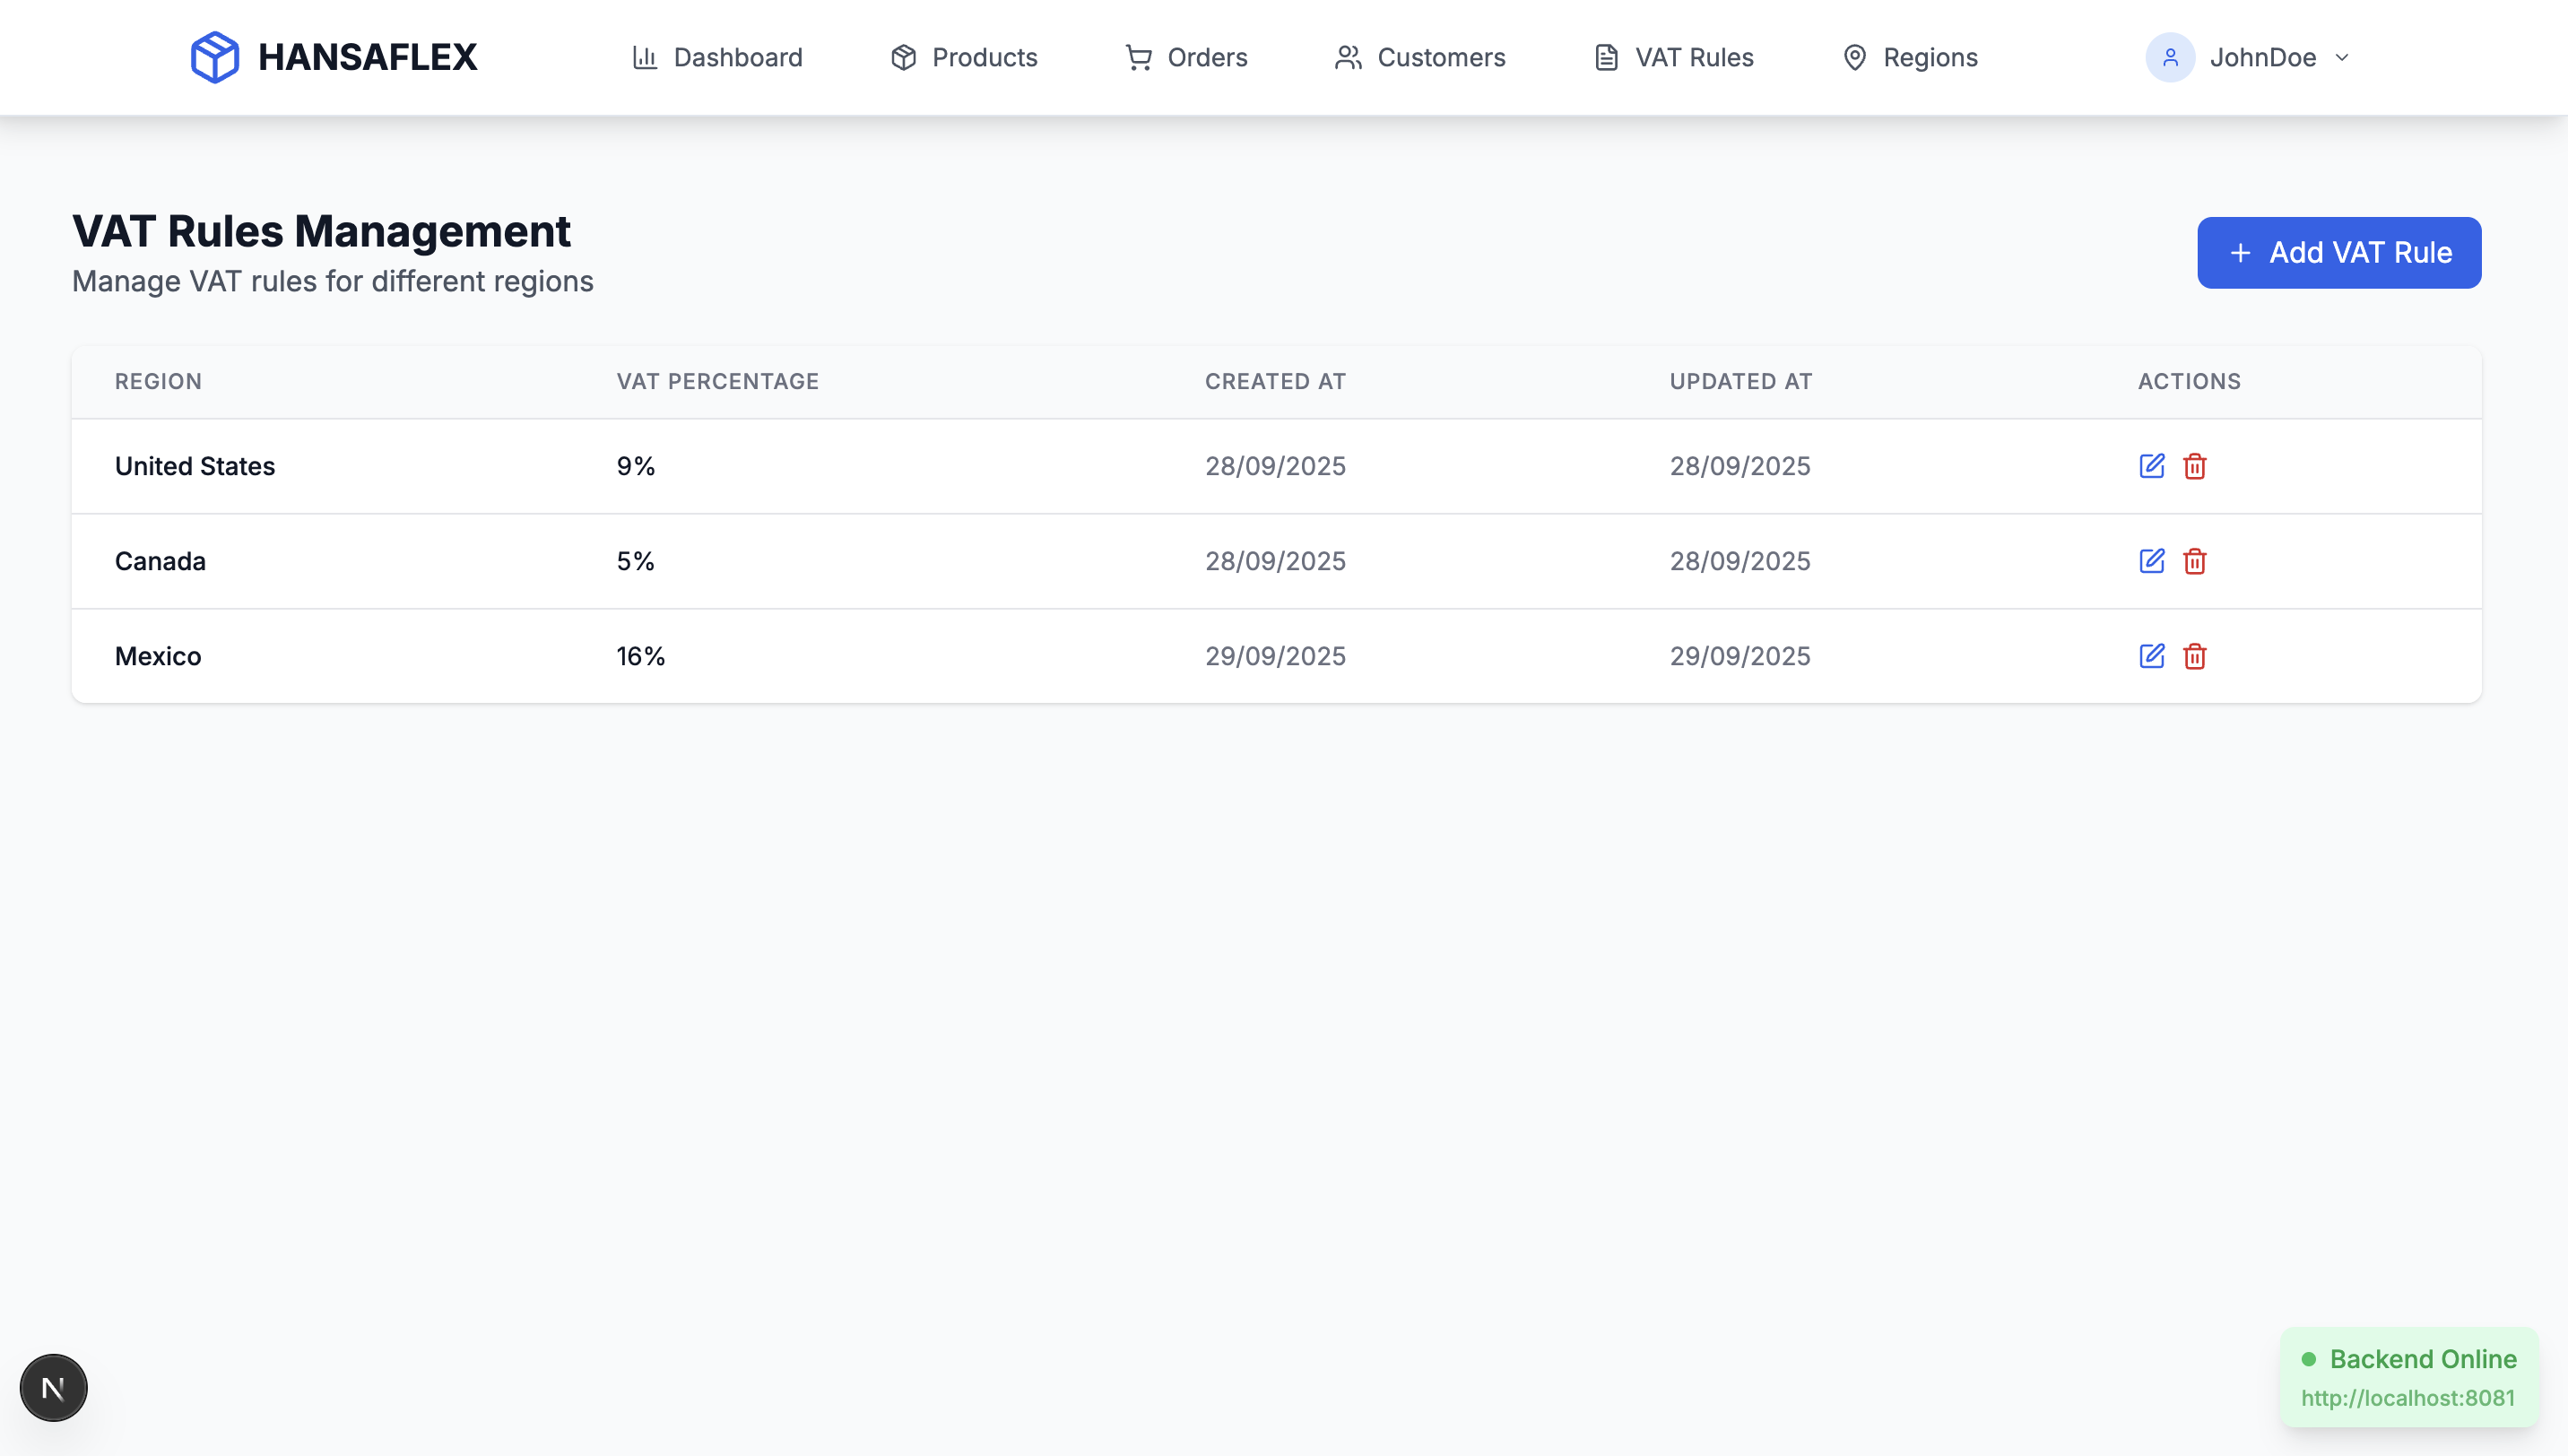 HANSAFLEX Dashboard Products Orders Customers VAT Rules Regions JohnDoe
VAT Rules Management
Manage VAT rules for different regions
+ Add VAT Rule
REGION VAT PERCENTAGE CREATED AT UPDATED AT ACTIONS
United States 9% 28/09/2025 28/09/2025
Canada 5% 28/09/2025 28/09/2025
Mexico 16% 29/09/2025 29/09/2025
N
Backend Online
http://localhost:8081